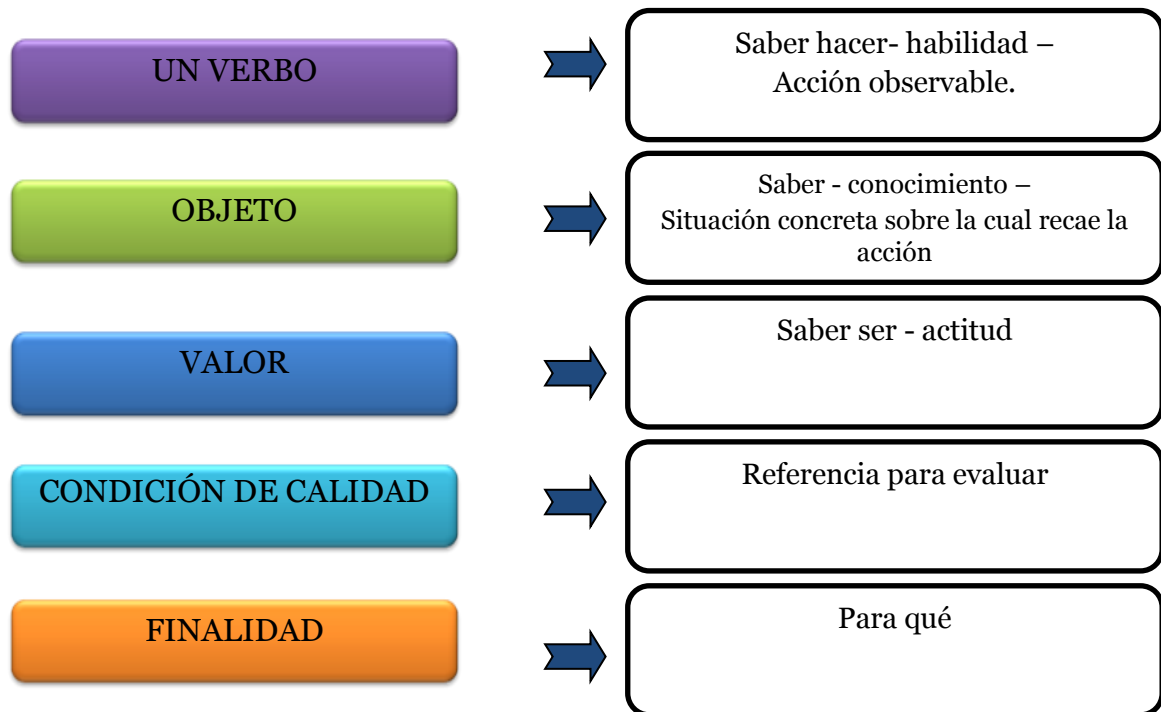 UN VERBO
Saber hacer- habilidad –
Acción observable.
OBJETO
Saber - conocimiento –
Situación concreta sobre la cual recae la
acción
VALOR
Saber ser - actitud
CONDICIÓN DE CALIDAD
Referencia para evaluar
FINALIDAD
Para qué